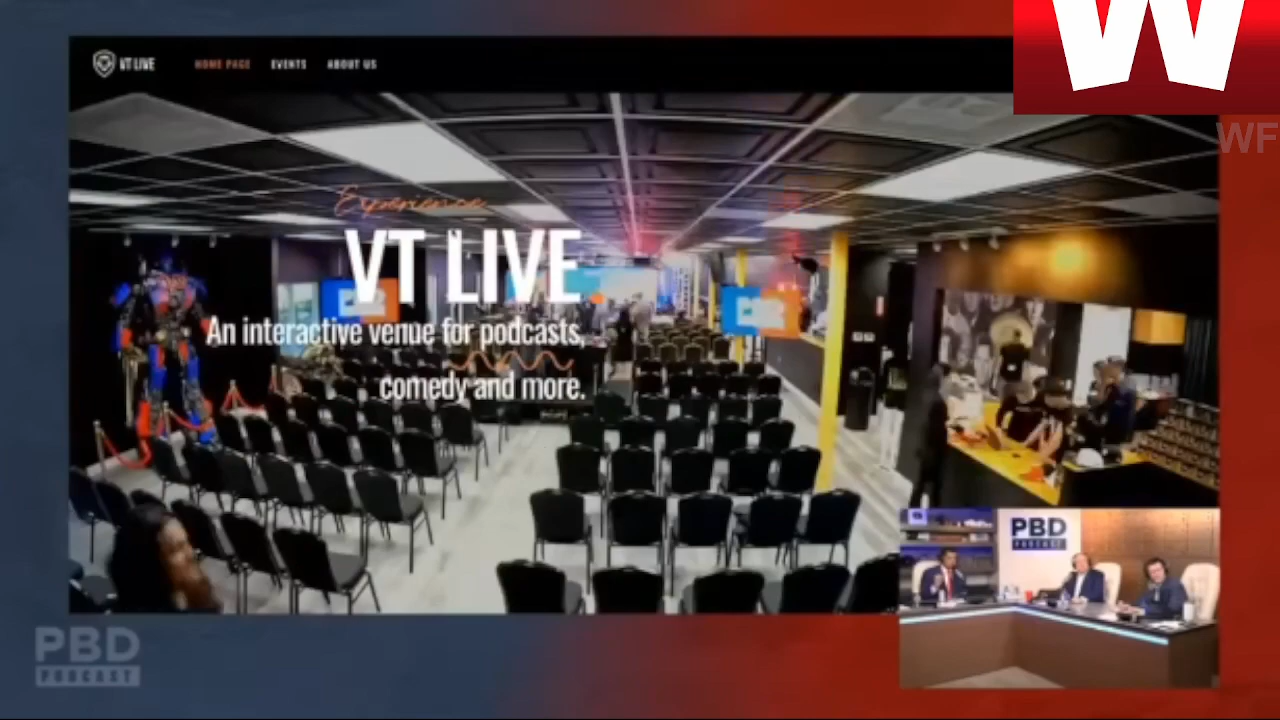 VT LIVE
HOME PAGE EVENTS ABOUT US
W
WF
Experience
VT LIVE.
An interactive venue for podcasts,
comedy and more.
PBD
PODCAST
PBD
PODCAST